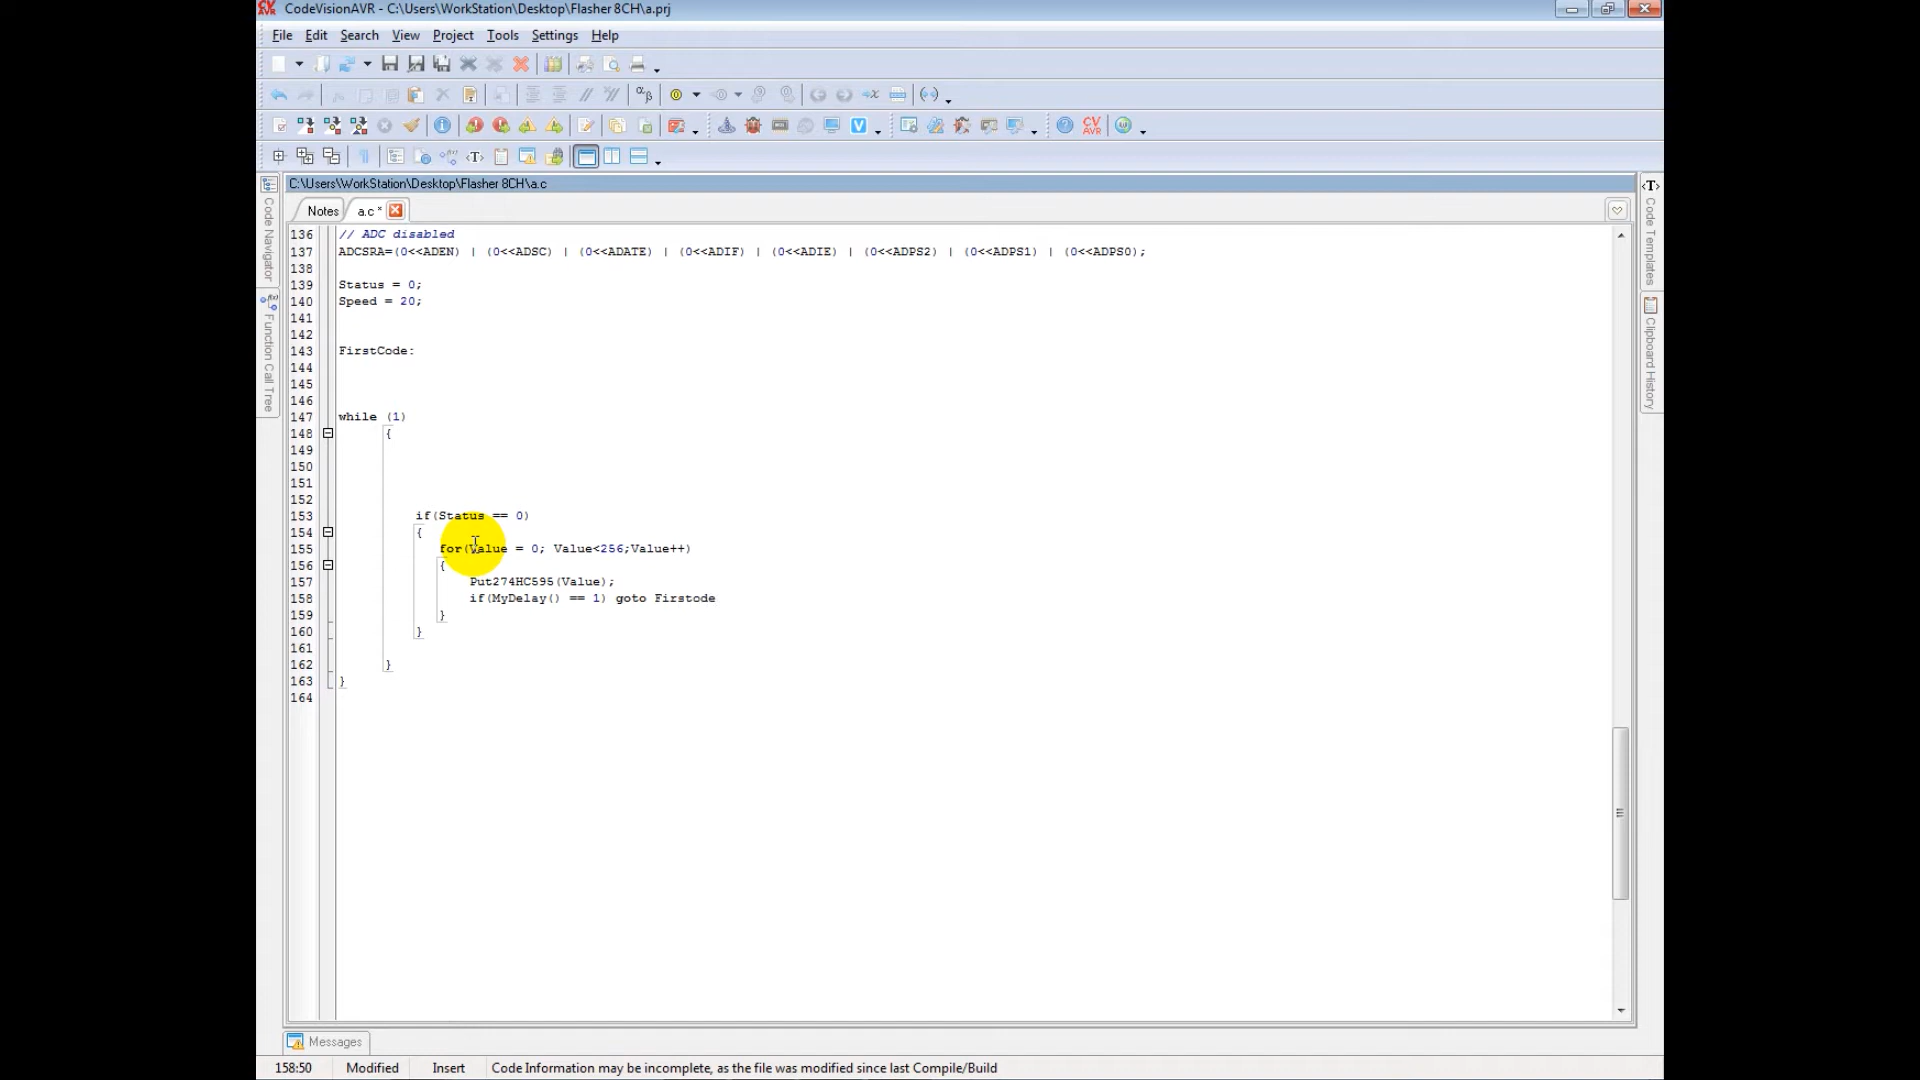 CodeVisionAVR - C:\Users\WorkStation\Desktop\Flasher 8CH\a.prj
File Edit Search View Project Tools Settings Help
C:\Users\WorkStation\Desktop\Flasher 8CH\a.c
Notes a.c *
136 // ADC disabled
137 ADCSRA=(0<<ADEN) | (0<<ADSC) | (0<<ADATE) | (0<<ADIF) | (0<<ADIE) | (0<<ADPS2) | (0<<ADPS1) | (0<<ADPS0);
138
139 Status = 0;
140 Speed = 20;
141
142
143 FirstCode:
144
145
146
147 while (1)
148 {
149
150
151
152
153 if(Status == 0)
154 {
155 for(Value = 0; Value<256;Value++)
156 {
157 Put274HC595(Value);
158 if(MyDelay() == 1) goto Firstode
159 }
160 }
161
162 }
163 }
164
Code Navigator
Function Call Tree
Code Templates
Clipboard History
Messages
158:50 Modified Insert Code Information may be incomplete, as the file was modified since last Compile/Build